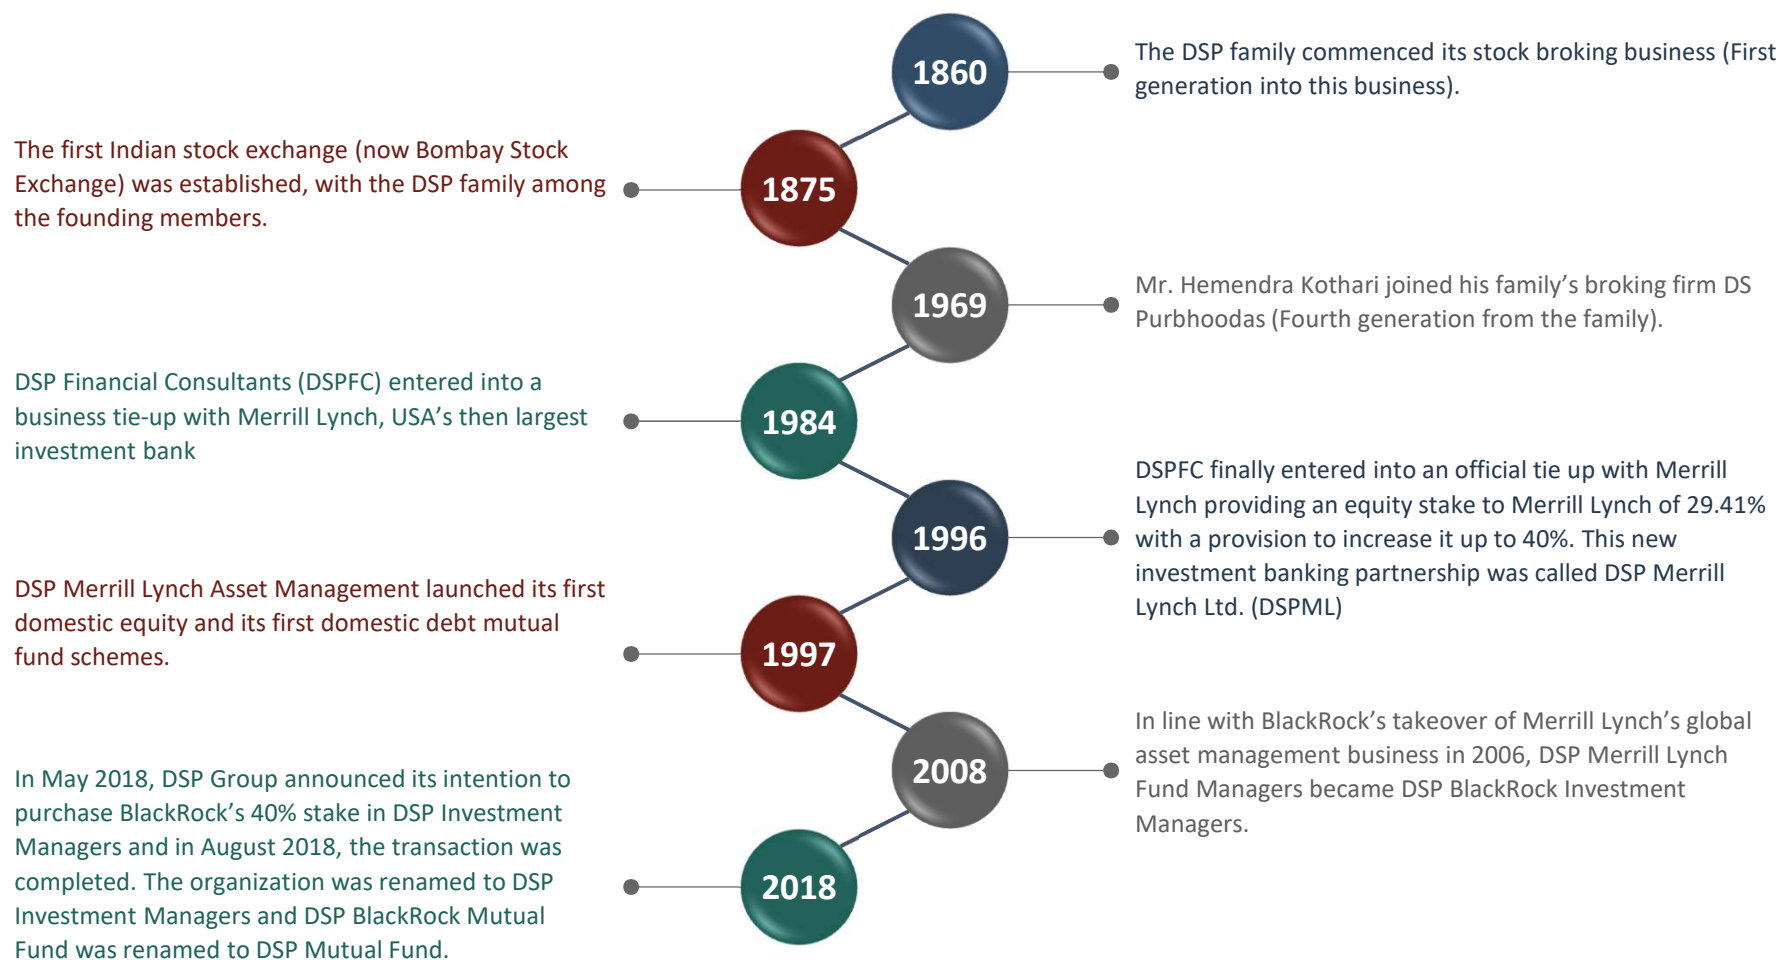 1860
The DSP family commenced its stock broking business (First
generation into this business).
The first Indian stock exchange (now Bombay Stock
Exchange) was established, with the DSP family among
the founding members.
1875
1969
Mr. Hemendra Kothari joined his family’s broking firm DS
Purbhoodas (Fourth generation from the family).
DSP Financial Consultants (DSPFC) entered into a
business tie-up with Merrill Lynch, USA’s then largest
investment bank
1984
1996
DSPFC finally entered into an official tie up with Merrill
Lynch providing an equity stake to Merrill Lynch of 29.41%
with a provision to increase it up to 40%. This new
investment banking partnership was called DSP Merrill
Lynch Ltd. (DSPML)
DSP Merrill Lynch Asset Management launched its first
domestic equity and its first domestic debt mutual
fund schemes.
1997
2008
In line with BlackRock’s takeover of Merrill Lynch’s global
asset management business in 2006, DSP Merrill Lynch
Fund Managers became DSP BlackRock Investment
Managers.
In May 2018, DSP Group announced its intention to
purchase BlackRock’s 40% stake in DSP Investment
Managers and in August 2018, the transaction was
completed. The organization was renamed to DSP
Investment Managers and DSP BlackRock Mutual
Fund was renamed to DSP Mutual Fund.
2018